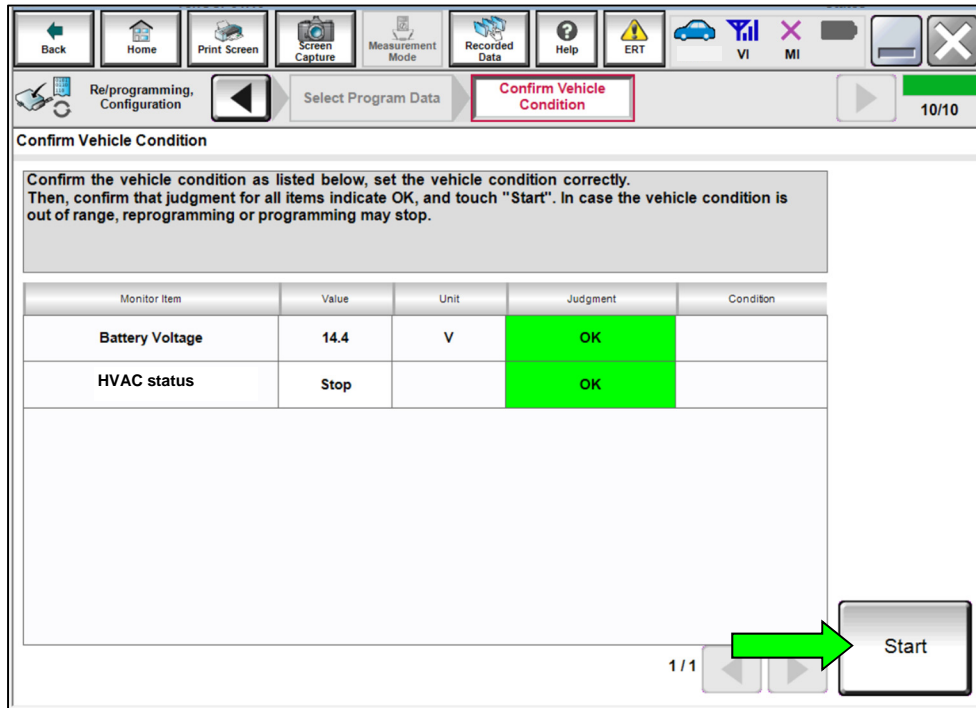 Back
Home
Print Screen
Screen
Capture
Measurement
Mode
Recorded
Data
Help
ERT
VI
MI
Re/programming,
Configuration
Select Program Data
Confirm Vehicle
Condition
10/10
Confirm Vehicle Condition
Confirm the vehicle condition as listed below, set the vehicle condition correctly.
Then, confirm that judgment for all items indicate OK, and touch "Start". In case the vehicle condition is
out of range, reprogramming or programming may stop.
Monitor Item Value Unit Judgment Condition
Battery Voltage 14.4 V OK
HVAC status Stop OK
Start
1/1